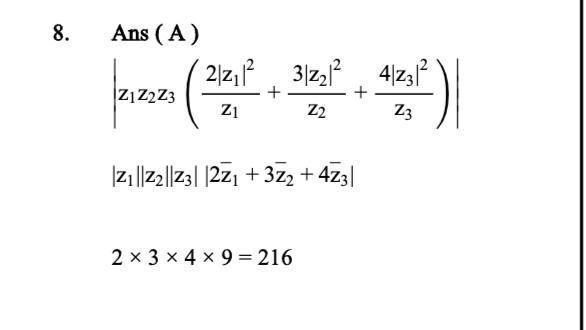 8. Ans ( A )
|z₁z₂z₃ ( 2|z₁|²/z₁ + 3|z₂|²/z₂ + 4|z₃|²/z₃ )|
|z₁||z₂||z₃| |2z̅₁ + 3z̅₂ + 4z̅₃|
2 × 3 × 4 × 9 = 216